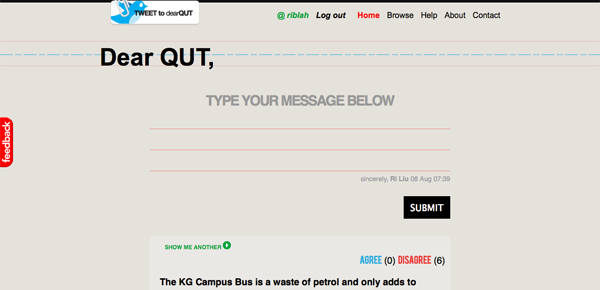 TWEET to dearQUT
@ riblah Log out Home Browse Help About Contact
Dear QUT,
TYPE YOUR MESSAGE BELOW
feedback
sincerely, Ri Liu 08 Aug 07:39
SUBMIT
SHOW ME ANOTHER
AGREE (0) DISAGREE (6)
The KG Campus Bus is a waste of petrol and only adds to